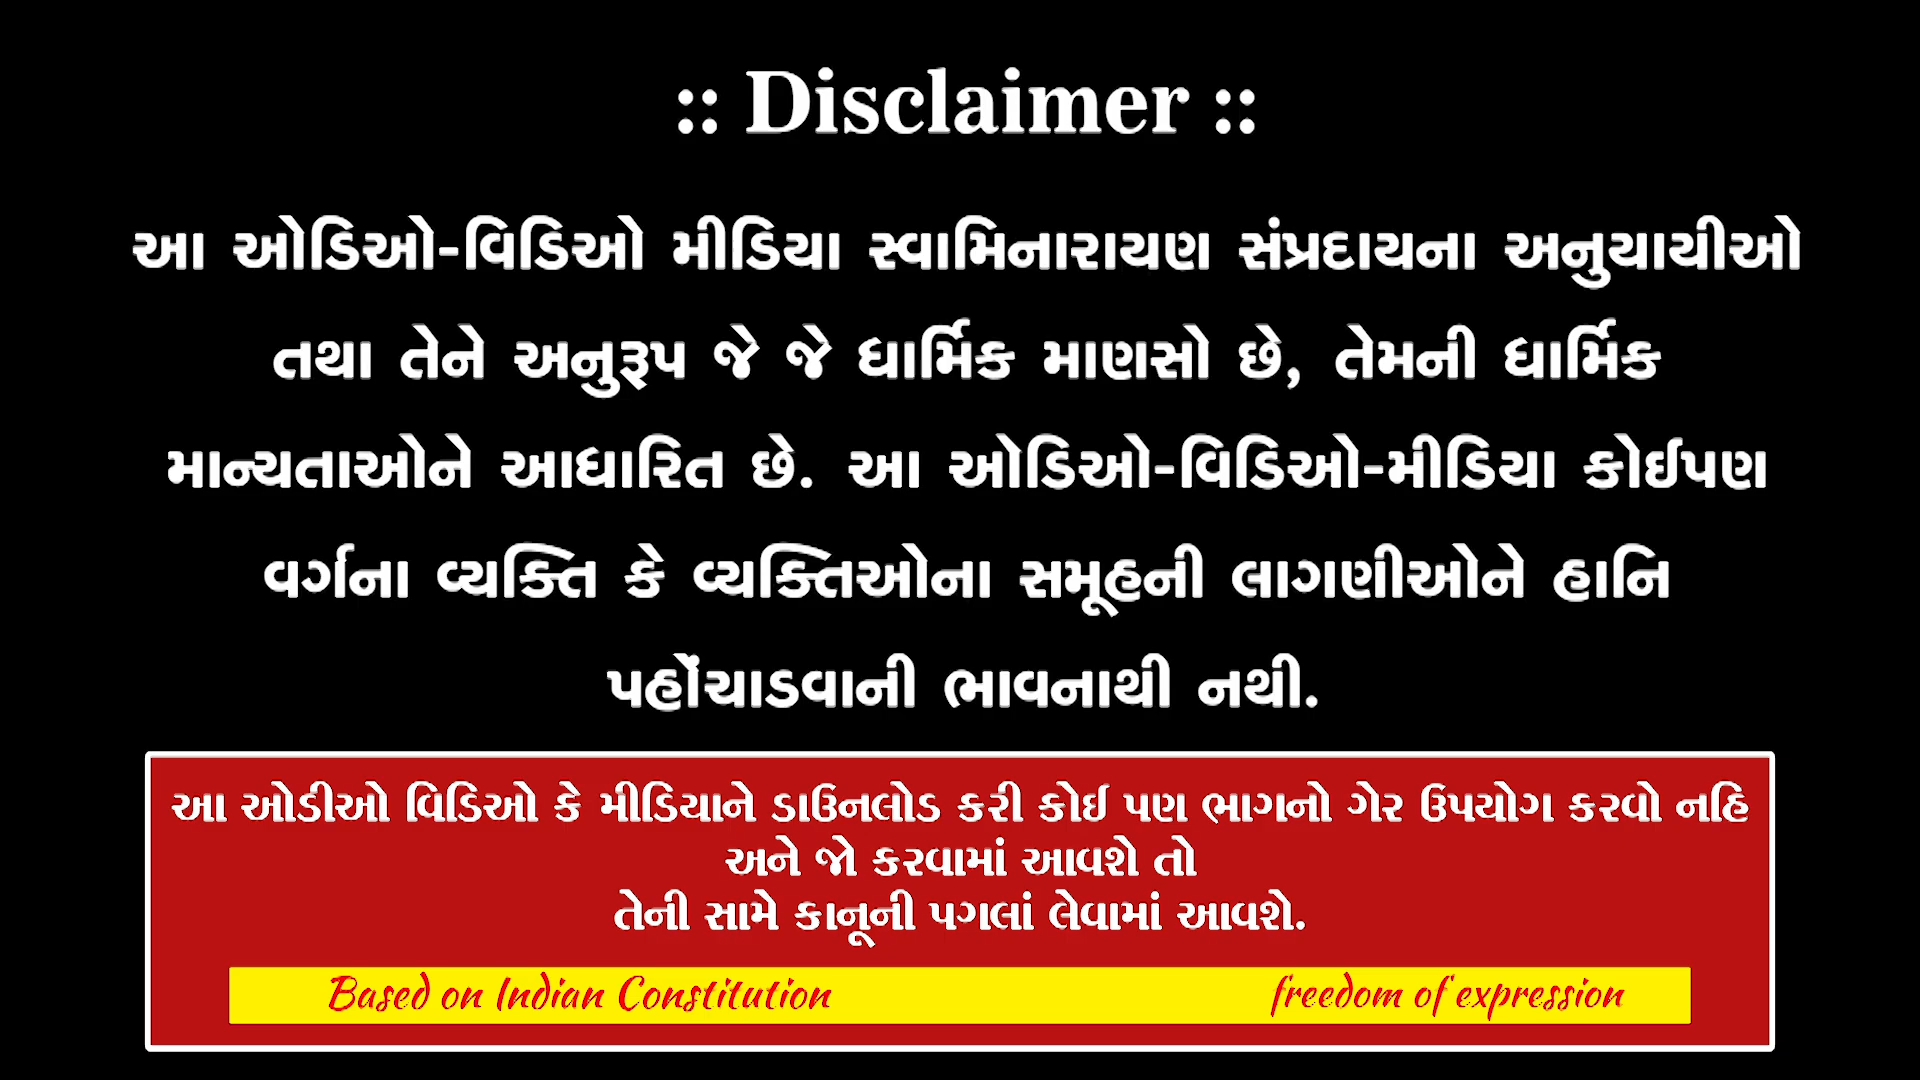 :: Disclaimer ::
આ ઓડિઓ-વિડિઓ મીડિયા સ્વામિનારાયણ સંપ્રદાયના અનુયાયીઓ
તથા તેને અનુરૂપ જે જે ધાર્મિક માણસો છે, તેમની ધાર્મિક
માન્યતાઓને આધારિત છે. આ ઓડિઓ-વિડિઓ-મીડિયા કોઈપણ
વર્ગના વ્યક્તિ કે વ્યક્તિઓના સમૂહની લાગણીઓને હાનિ
પહોંચાડવાની ભાવનાથી નથી.
આ ઓડીઓ વિડિઓ કે મીડિયાને ડાઉનલોડ કરી કોઈ પણ ભાગનો ગેર ઉપયોગ કરવો નહિ
અને જો કરવામાં આવશે તો
તેની સામે કાનૂની પગલાં લેવામાં આવશે.
Based on Indian Constitution freedom of expression